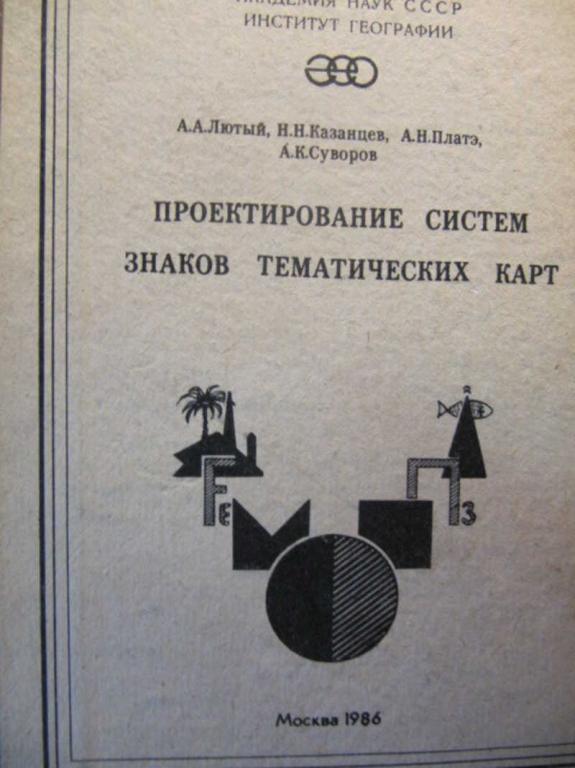 АКАДЕМИЯ НАУК СССР
ИНСТИТУТ ГЕОГРАФИИ
А.А.Лютый, Н.Н.Казанцев, А.Н.Платэ,
А.К.Суворов
ПРОЕКТИРОВАНИЕ СИСТЕМ
ЗНАКОВ ТЕМАТИЧЕСКИХ КАРТ
Москва 1986